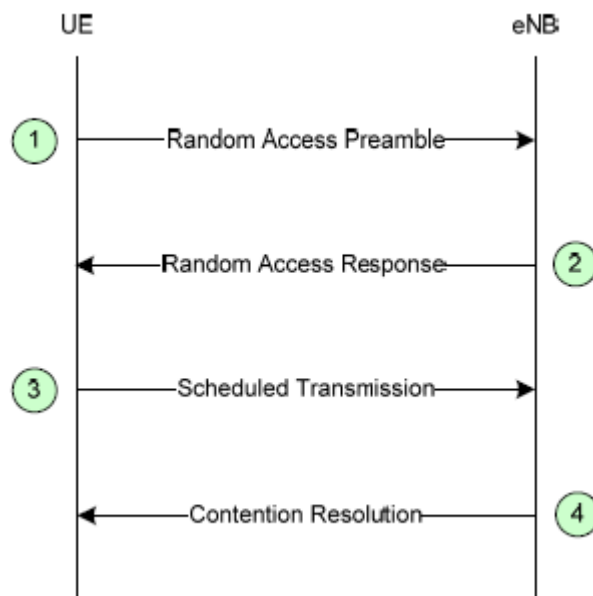 UE eNB
1 Random Access Preamble
Random Access Response 2
3 Scheduled Transmission
Contention Resolution 4